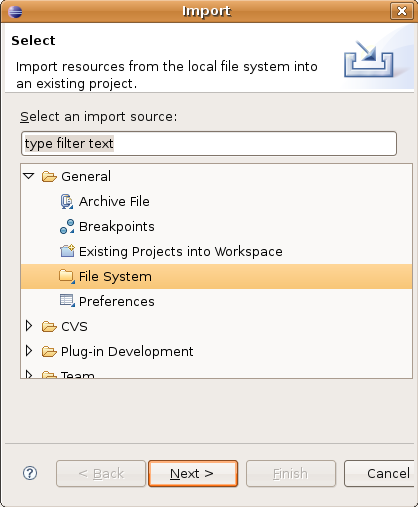 Import
Select
Import resources from the local file system into
an existing project.
Select an import source:
type filter text
General
Archive File
Breakpoints
Existing Projects into Workspace
File System
Preferences
CVS
Plug-in Development
Team
? < Back Next > Finish Cancel